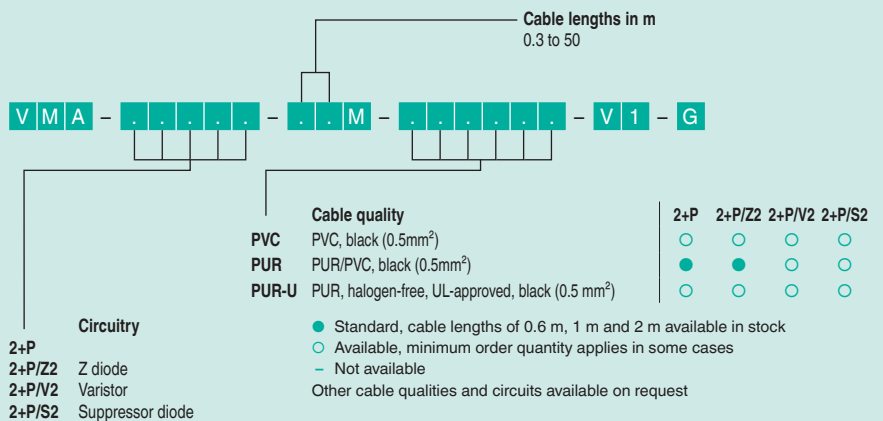 Cable lengths in m
0.3 to 50
V M A – . . . . . – . . M – . . . . . . – V 1 – G
Cable quality 2+P 2+P/Z2 2+P/V2 2+P/S2
PVC PVC, black (0.5mm²) ○ ○ ○ ○
PUR PUR/PVC, black (0.5mm²) ● ● ○ ○
PUR-U PUR, halogen-free, UL-approved, black (0.5 mm²) ○ ○ ○ ○
Circuitry
2+P
2+P/Z2 Z diode
2+P/V2 Varistor
2+P/S2 Suppressor diode
● Standard, cable lengths of 0.6 m, 1 m and 2 m available in stock
○ Available, minimum order quantity applies in some cases
– Not available
Other cable qualities and circuits available on request